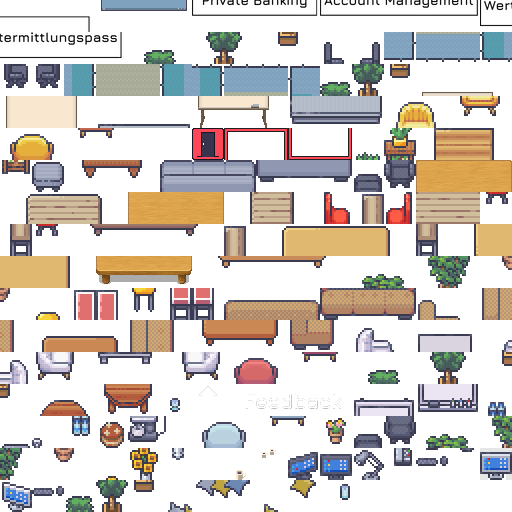 Private Banking
Account Management
Wert
termittlungspass
Feedback